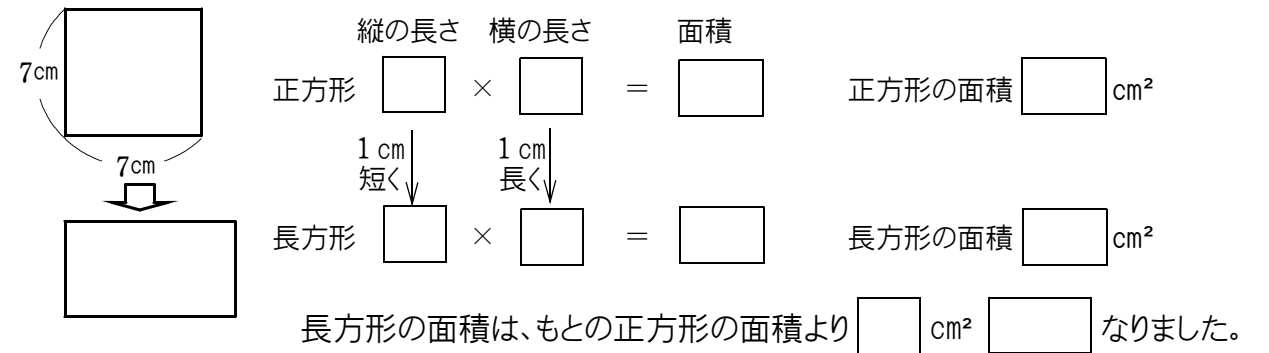 縦の長さ 横の長さ 面積
7cm
正方形 × = 正方形の面積 cm²
1cm 短く 1cm 長く
7cm
長方形 × = 長方形の面積 cm²
長方形の面積は、もとの正方形の面積より cm² なりました。